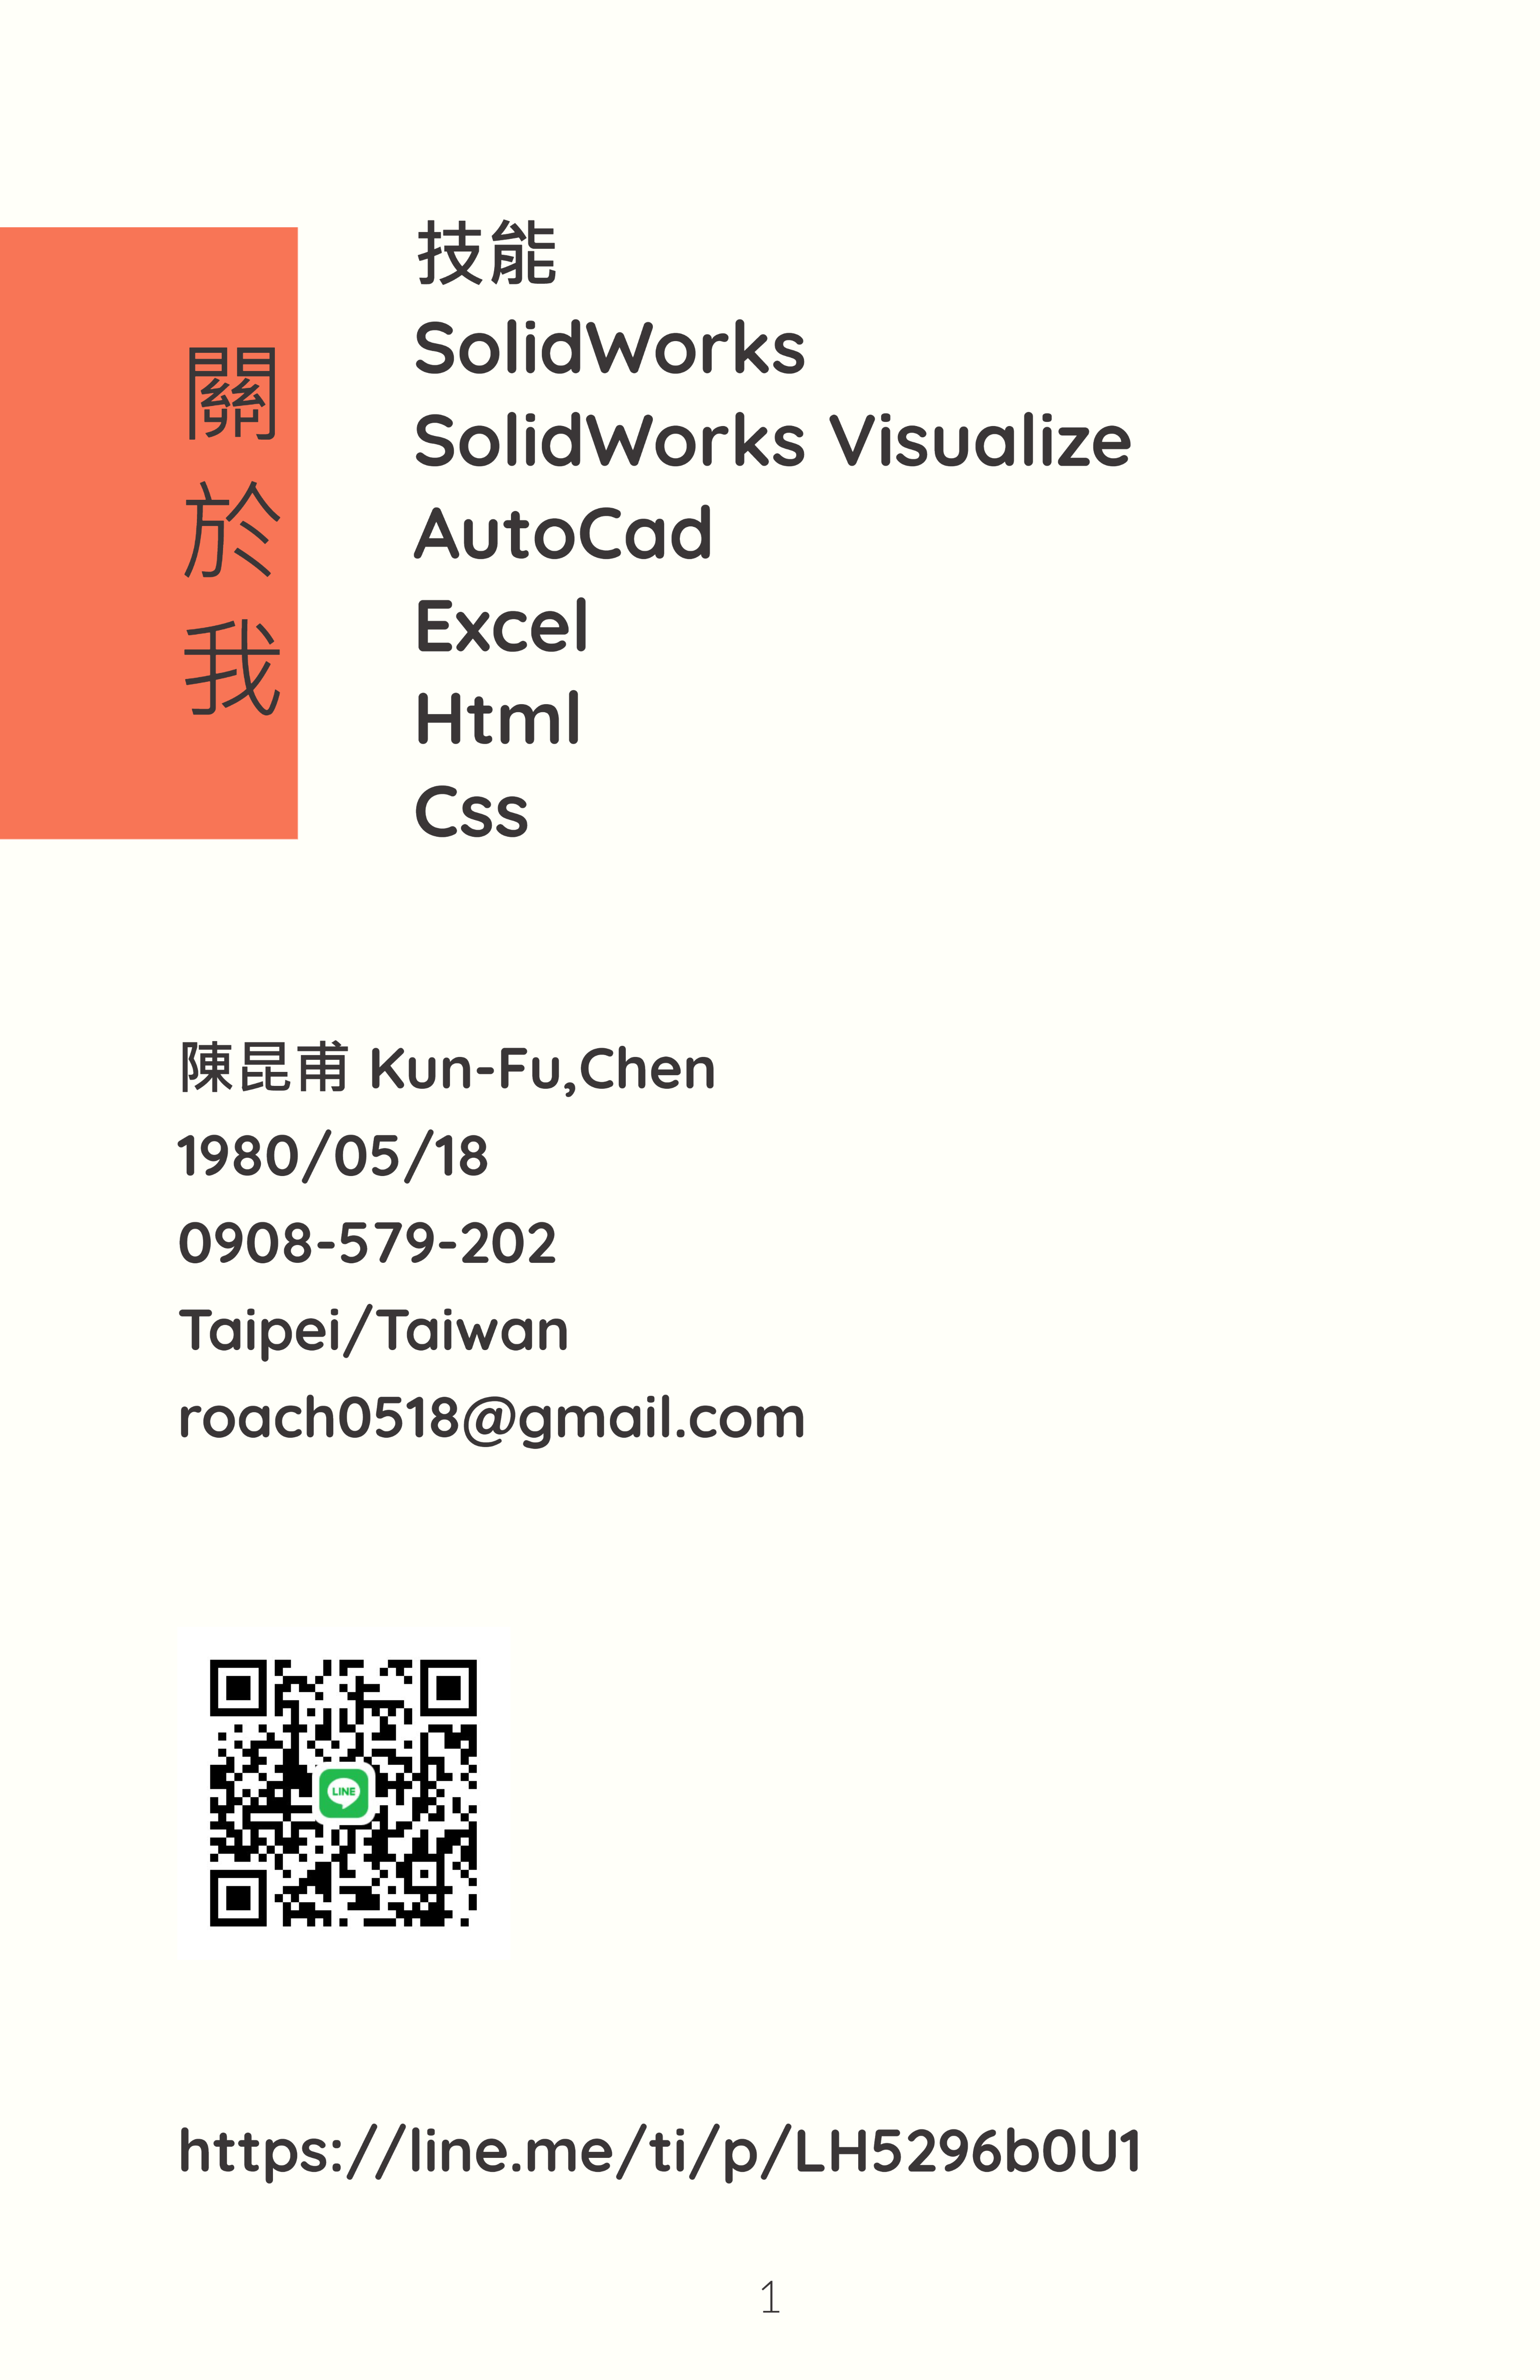 關於我
技能
SolidWorks
SolidWorks Visualize
AutoCad
Excel
Html
Css
陳昆甫 Kun-Fu,Chen
1980/05/18
0908-579-202
Taipei/Taiwan
roach0518@gmail.com
LINE
https://line.me/ti/p/LH5296b0U1
1